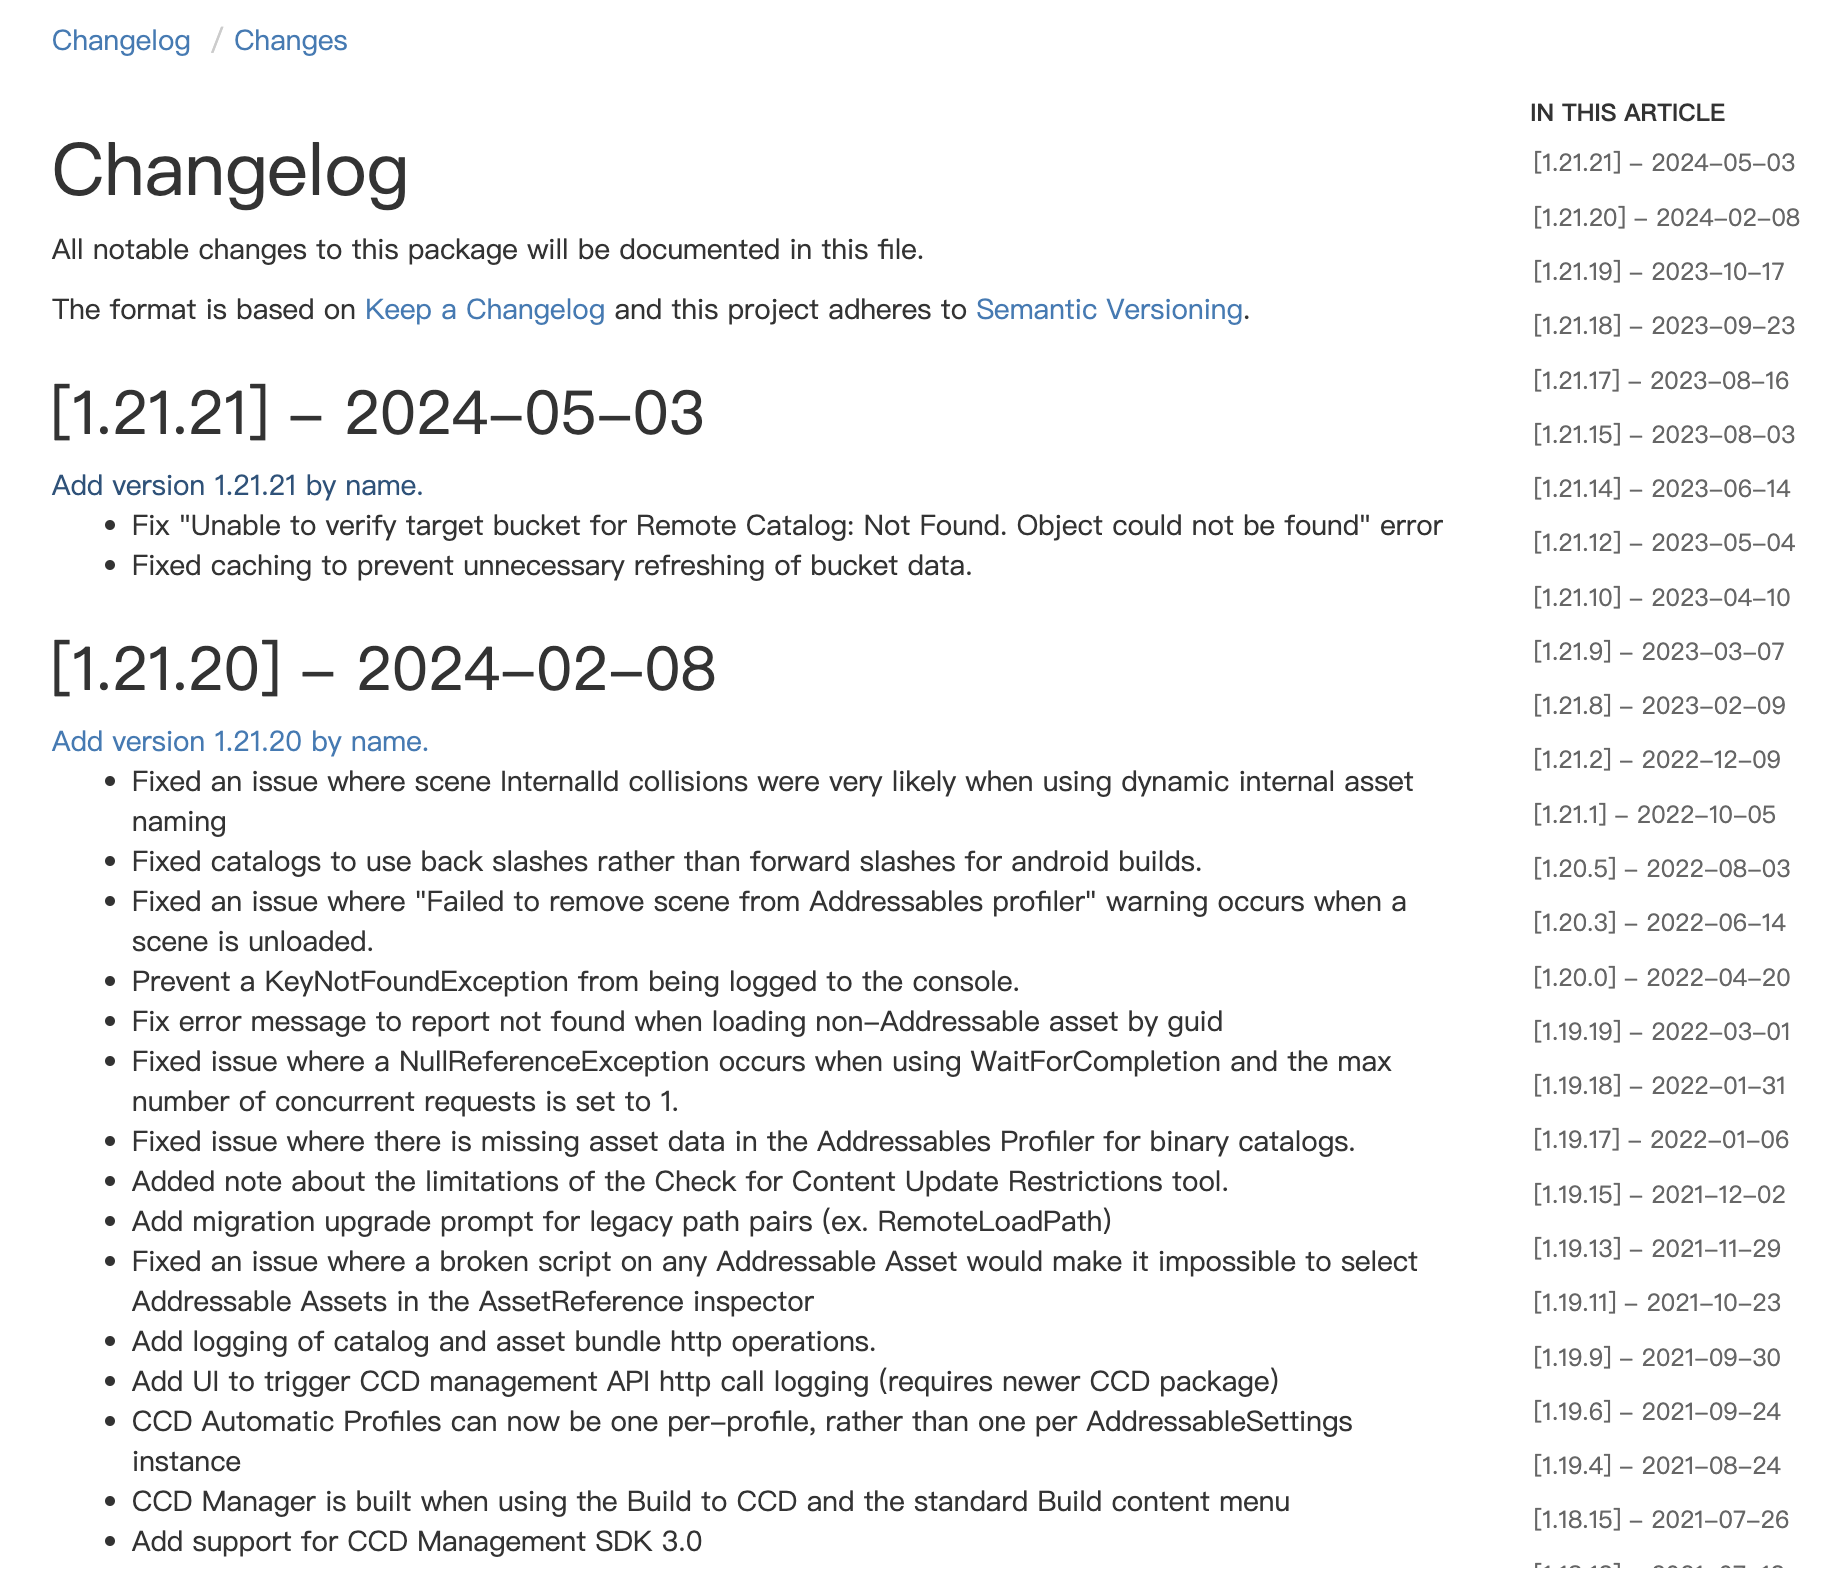 Changelog / Changes
Changelog
All notable changes to this package will be documented in this file.
The format is based on Keep a Changelog and this project adheres to Semantic Versioning.
[1.21.21] – 2024–05–03
Add version 1.21.21 by name.
• Fix "Unable to verify target bucket for Remote Catalog: Not Found. Object could not be found" error
• Fixed caching to prevent unnecessary refreshing of bucket data.
[1.21.20] – 2024–02–08
Add version 1.21.20 by name.
• Fixed an issue where scene InternalId collisions were very likely when using dynamic internal asset
naming
• Fixed catalogs to use back slashes rather than forward slashes for android builds.
• Fixed an issue where "Failed to remove scene from Addressables profiler" warning occurs when a
scene is unloaded.
• Prevent a KeyNotFoundException from being logged to the console.
• Fix error message to report not found when loading non–Addressable asset by guid
• Fixed issue where a NullReferenceException occurs when using WaitForCompletion and the max
number of concurrent requests is set to 1.
• Fixed issue where there is missing asset data in the Addressables Profiler for binary catalogs.
• Added note about the limitations of the Check for Content Update Restrictions tool.
• Add migration upgrade prompt for legacy path pairs (ex. RemoteLoadPath)
• Fixed an issue where a broken script on any Addressable Asset would make it impossible to select
Addressable Assets in the AssetReference inspector
• Add logging of catalog and asset bundle http operations.
• Add UI to trigger CCD management API http call logging (requires newer CCD package)
• CCD Automatic Profiles can now be one per–profile, rather than one per AddressableSettings
instance
• CCD Manager is built when using the Build to CCD and the standard Build content menu
• Add support for CCD Management SDK 3.0
IN THIS ARTICLE
[1.21.21] – 2024–05–03
[1.21.20] – 2024–02–08
[1.21.19] – 2023–10–17
[1.21.18] – 2023–09–23
[1.21.17] – 2023–08–16
[1.21.15] – 2023–08–03
[1.21.14] – 2023–06–14
[1.21.12] – 2023–05–04
[1.21.10] – 2023–04–10
[1.21.9] – 2023–03–07
[1.21.8] – 2023–02–09
[1.21.2] – 2022–12–09
[1.21.1] – 2022–10–05
[1.20.5] – 2022–08–03
[1.20.3] – 2022–06–14
[1.20.0] – 2022–04–20
[1.19.19] – 2022–03–01
[1.19.18] – 2022–01–31
[1.19.17] – 2022–01–06
[1.19.15] – 2021–12–02
[1.19.13] – 2021–11–29
[1.19.11] – 2021–10–23
[1.19.9] – 2021–09–30
[1.19.6] – 2021–09–24
[1.19.4] – 2021–08–24
[1.18.15] – 2021–07–26